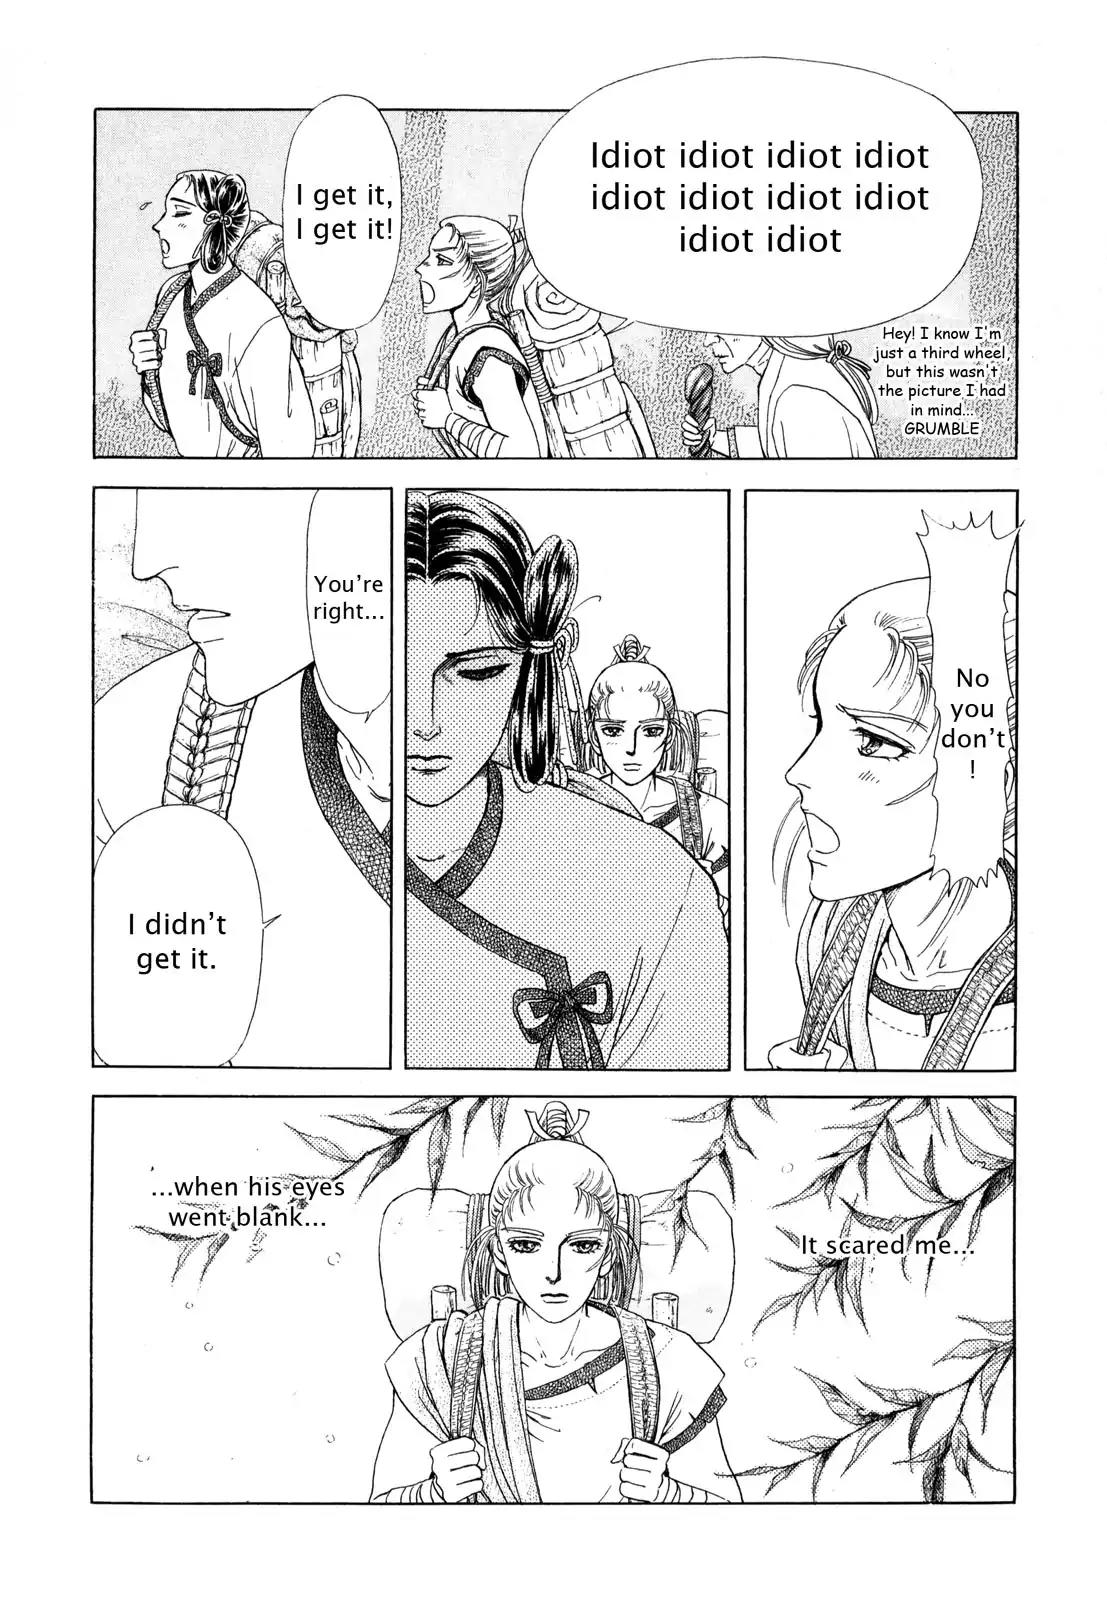 Idiot idiot idiot idiot
idiot idiot idiot idiot
idiot idiot
I get it,
I get it!
Hey! I know I'm
just a third wheel,
but this wasn't
the picture I had
in mind...
GRUMBLE
No
you
don't
!
You're
right...
I didn't
get it.
It scared me...
...when his eyes
went blank...